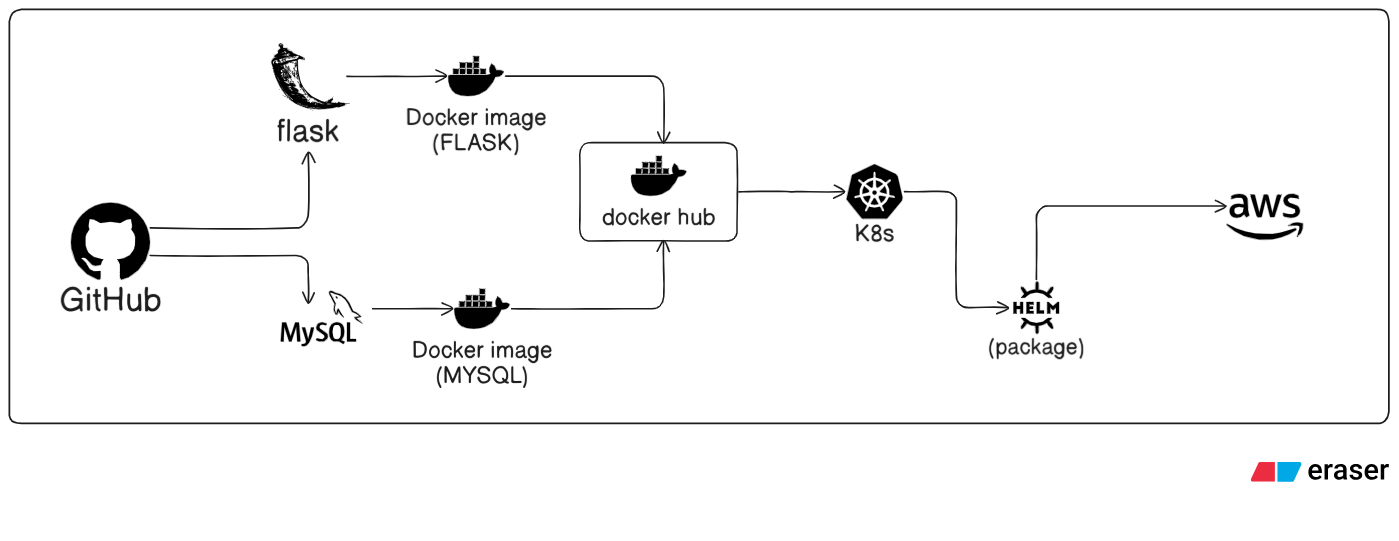 flask
Docker image
(FLASK)
docker hub
GitHub
MySQL
Docker image
(MYSQL)
K8s
HELM
(package)
aws
eraser